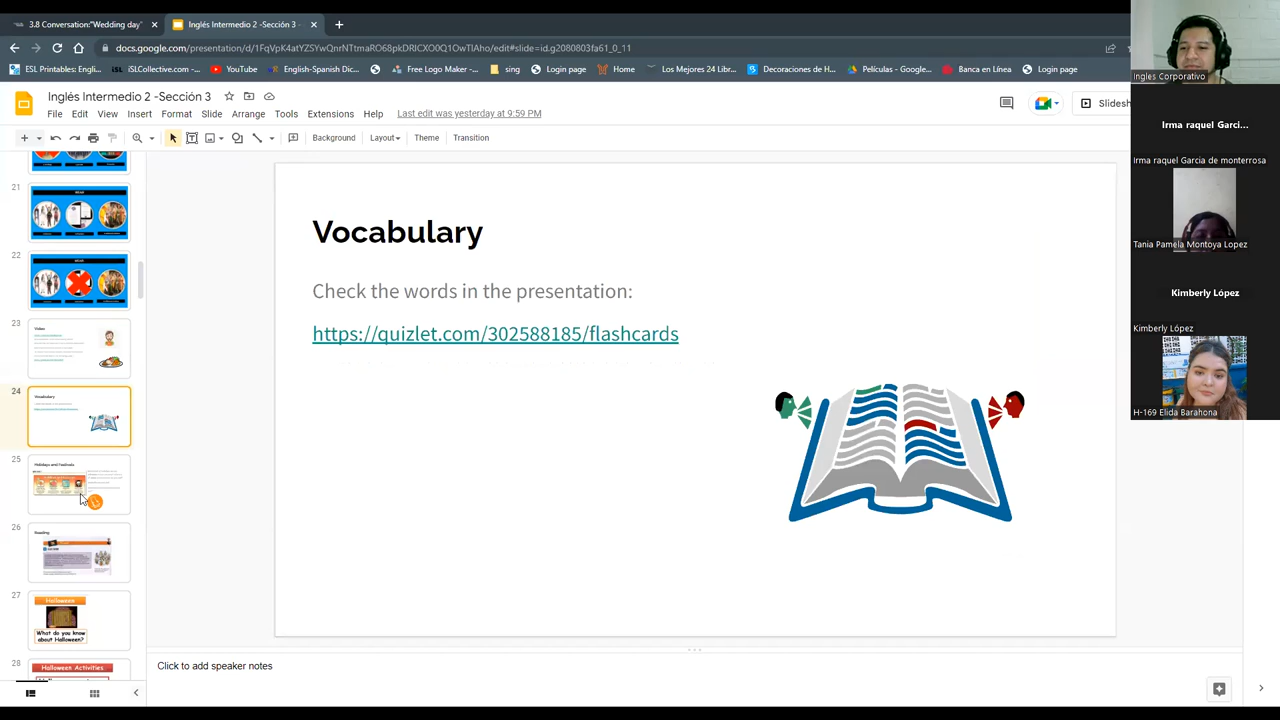 3.8 Conversation:"Wedding day"
Inglés Intermedio 2 -Sección 3 -
docs.google.com/presentation/d/1FqVpK4atYZSYwQnrNTtmaRO68pkDRICXO0Q1OwTlAho/edit#slide=id.g2080803fa61_0_11
ESL Printables: Engli...
iSLCollective.com -...
YouTube
English-Spanish Dic...
Free Logo Maker -...
sing
Login page
Home
Los Mejores 24 Libr...
Decoraciones de H...
Películas - Google...
Banca en Línea
Login page
Inglés Intermedio 2 -Sección 3
File Edit View Insert Format Slide Arrange Tools Extensions Help
Last edit was yesterday at 9:59 PM
Slidesh
Background Layout Theme Transition
21
22
23
Video
24
Vocabulary
25
Holidays and Festivals
26
Reading
27
Halloween
What do you know
about Halloween?
28
Halloween Activities
Vocabulary
Check the words in the presentation:
https://quizlet.com/302588185/flashcards
Click to add speaker notes
Ingles Corporativo
Irma raquel Garci...
Irma raquel Garcia de monterrosa
Tania Pamela Montoya Lopez
Kimberly López
Kimberly López
H-169 Elida Barahona